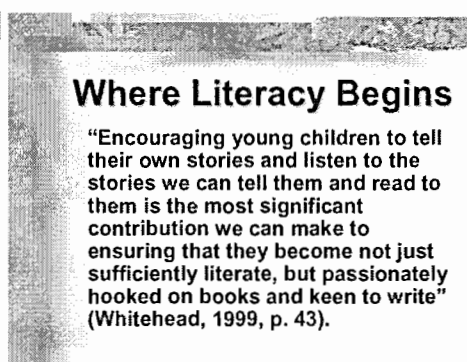 Where Literacy Begins
“Encouraging young children to tell
their own stories and listen to the
stories we can tell them and read to
them is the most significant
contribution we can make to
ensuring that they become not just
sufficiently literate, but passionately
hooked on books and keen to write”
(Whitehead, 1999, p. 43).